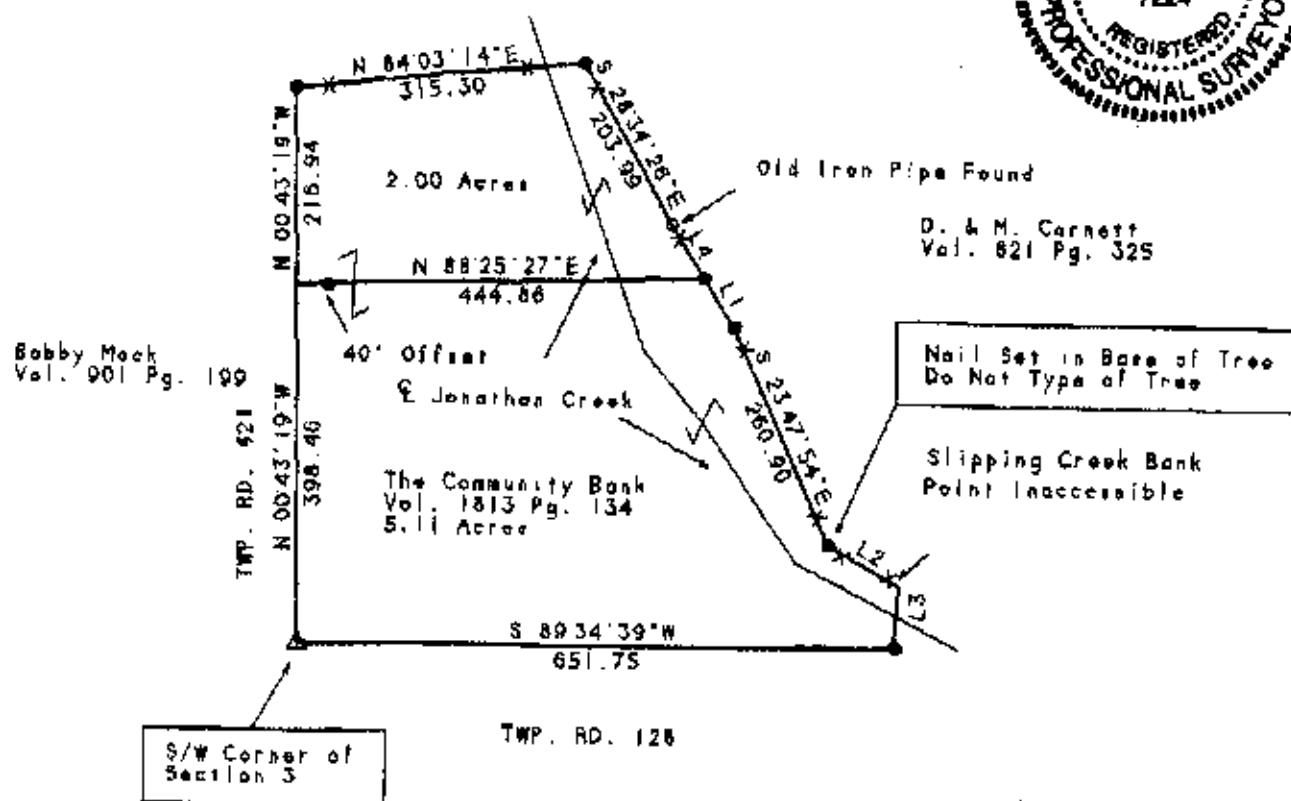 REGISTERED
PROFESSIONAL SURVEYO
N 84°03'14"E
315.30
S 28°34'26"E
203.99
N 00°43'19"W
216.94
2.00 Acres
Old Iron Pipe Found
L4
D. & M. Carnett
Vol. 621 Pg. 325
N 88°25'27"E
444.86
L1
Bobby Mock
Vol. 901 Pg. 199
40' Offset
℄ Jonathan Creek
Nail Set in Base of Tree
Do Not Type of Tree
S 23°47'54"E
260.90
TWP. RD. 421
N 00°43'19"W
398.46
The Community Bank
Vol. 1813 Pg. 134
5.11 Acres
Slipping Creek Bank
Point Inaccessible
L2
L3
S 89°34'39"W
651.75
TWP. RD. 128
S/W Corner of
Section 3